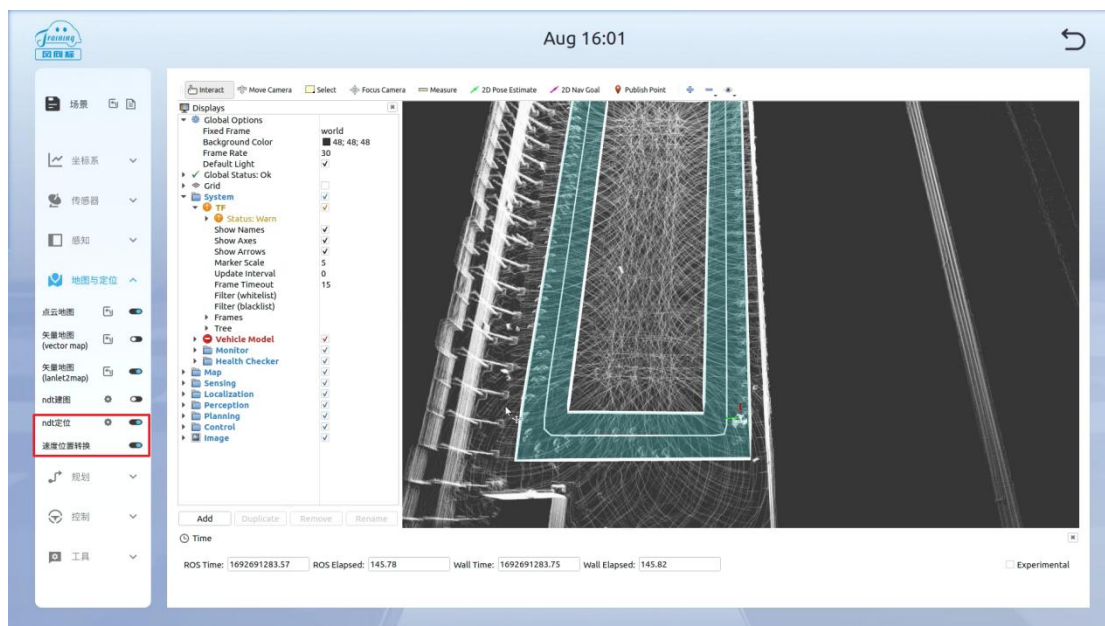 Training
风向标
Aug 16:01
场景
坐标系
传感器
感知
地图与定位
点云地图
矢量地图
(vector map)
矢量地图
(lanlet2map)
ndt建图
ndt定位
速度位置转换
规划
控制
工具
Interact Move Camera Select Focus Camera Measure 2D Pose Estimate 2D Nav Goal Publish Point
Displays
Global Options
Fixed Frame world
Background Color 48; 48; 48
Frame Rate 30
Default Light
Global Status: Ok
Grid
System
TF
Status: Warn
Show Names
Show Axes
Show Arrows
Marker Scale 5
Update Interval 0
Frame Timeout 15
Filter (whitelist)
Filter (blacklist)
Frames
Tree
Vehicle Model
Monitor
Health Checker
Map
Sensing
Localization
Perception
Planning
Control
Image
Add Duplicate Remove Rename
Time
ROS Time: 1692691283.57 ROS Elapsed: 145.78 Wall Time: 1692691283.75 Wall Elapsed: 145.82 Experimental